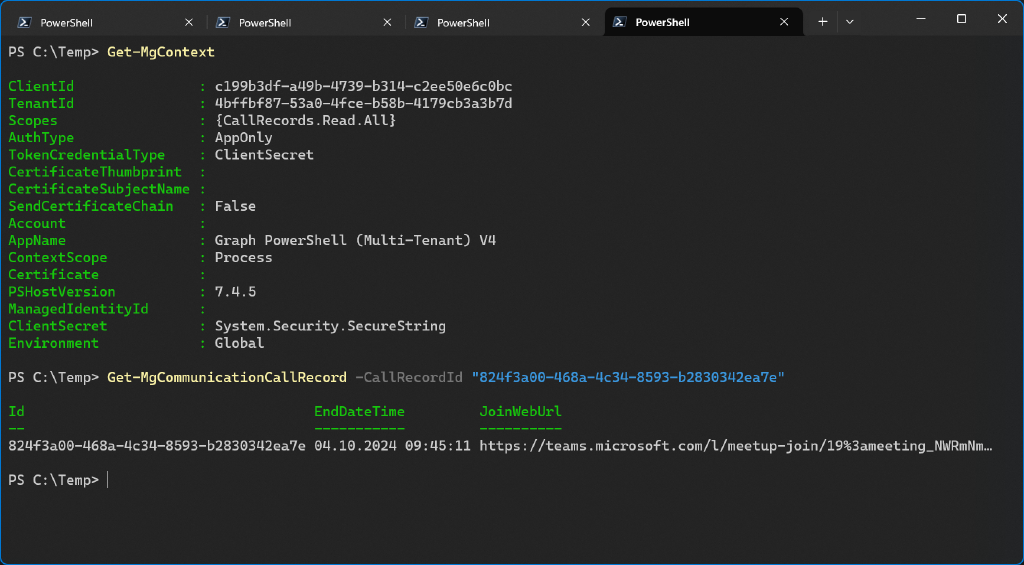 PowerShell
PowerShell
PowerShell
PowerShell
PS C:\Temp> Get-MgContext
ClientId : c199b3df-a49b-4739-b314-c2ee50e6c0bc
TenantId : 4bffbf87-53a0-4fce-b58b-4179cb3a3b7d
Scopes : {CallRecords.Read.All}
AuthType : AppOnly
TokenCredentialType : ClientSecret
CertificateThumbprint :
CertificateSubjectName :
SendCertificateChain : False
Account :
AppName : Graph PowerShell (Multi-Tenant) V4
ContextScope : Process
Certificate :
PSHostVersion : 7.4.5
ManagedIdentityId :
ClientSecret : System.Security.SecureString
Environment : Global
PS C:\Temp> Get-MgCommunicationCallRecord -CallRecordId "824f3a00-468a-4c34-8593-b2830342ea7e"
Id EndDateTime JoinWebUrl
-- ----------- ----------
824f3a00-468a-4c34-8593-b2830342ea7e 04.10.2024 09:45:11 https://teams.microsoft.com/l/meetup-join/19%3ameeting_NWRmNm…
PS C:\Temp>